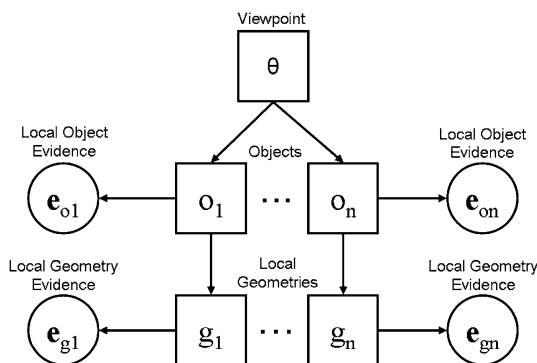 Viewpoint
θ
Local Object
Evidence
Objects
Local Object
Evidence
e_o1
o_1
...
o_n
e_on
Local Geometry
Evidence
Local
Geometries
Local Geometry
Evidence
e_g1
g_1
...
g_n
e_gn